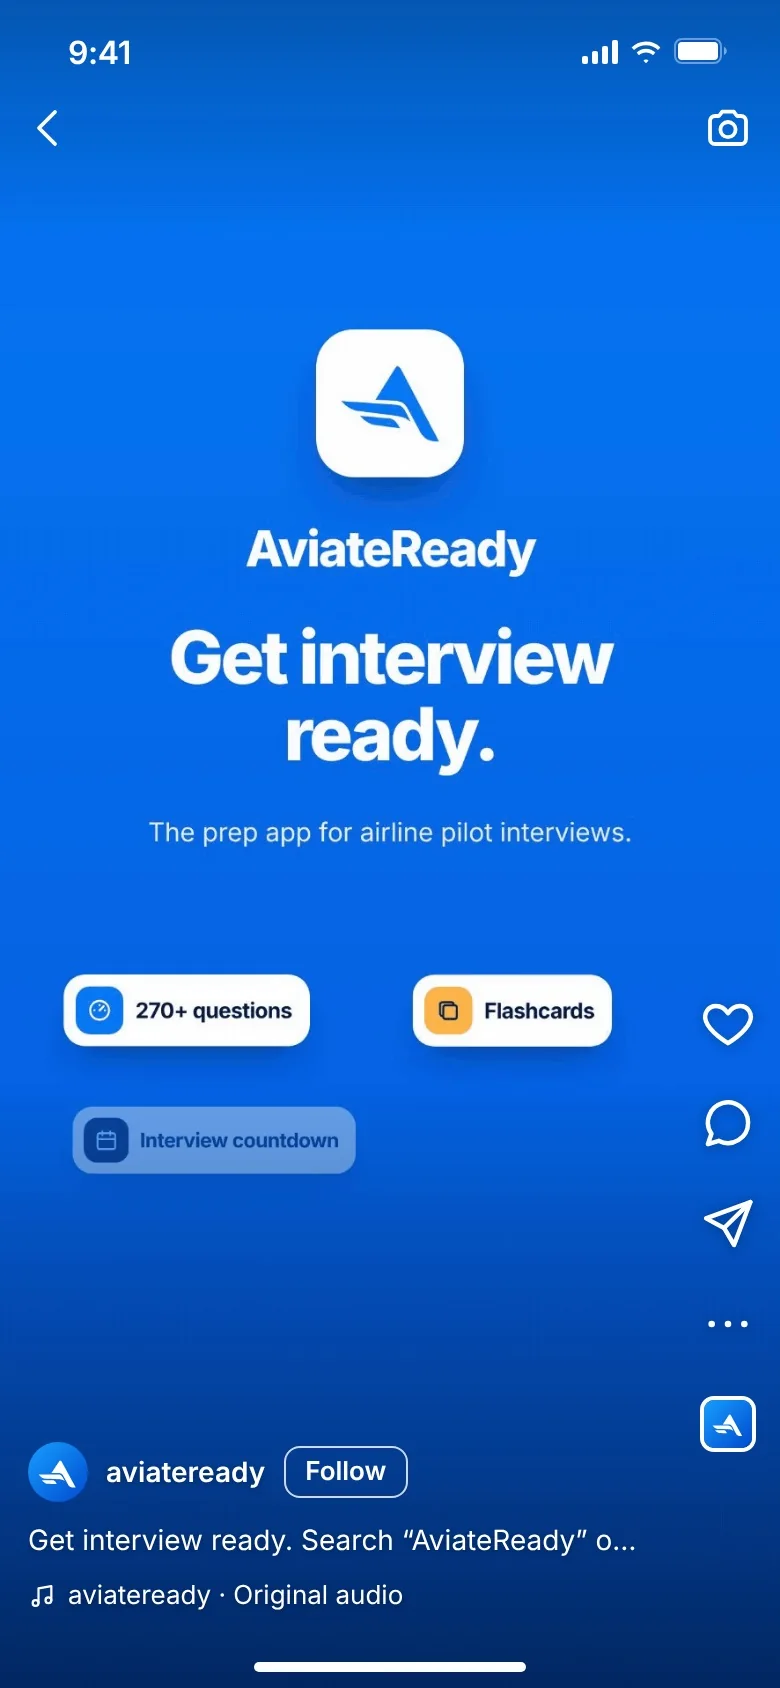 9:41
AviateReady
Get interview
ready.
The prep app for airline pilot interviews.
270+ questions
Flashcards
Interview countdown
aviateready
Follow
Get interview ready. Search “AviateReady” o...
aviateready · Original audio